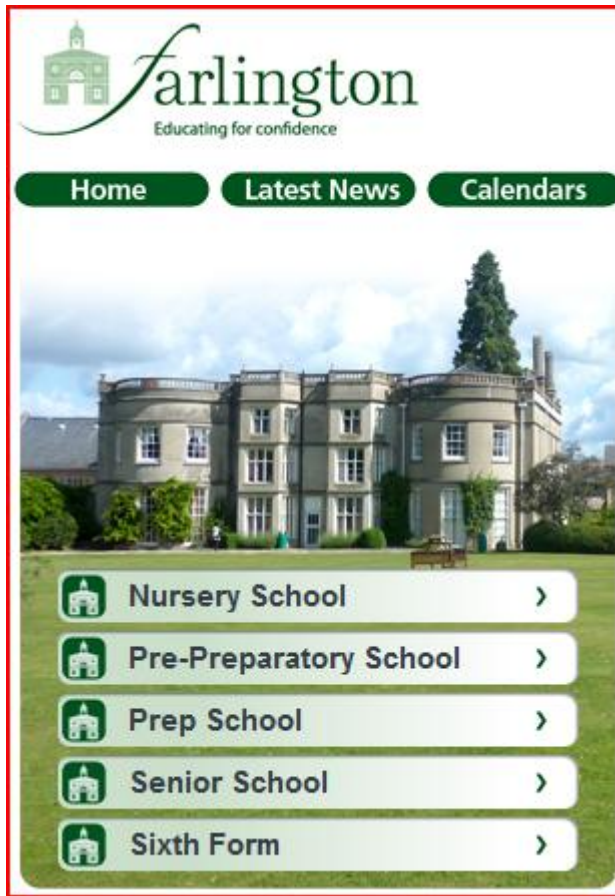 Farlington
Educating for confidence
Home Latest News Calendars
Nursery School
Pre-Preparatory School
Prep School
Senior School
Sixth Form